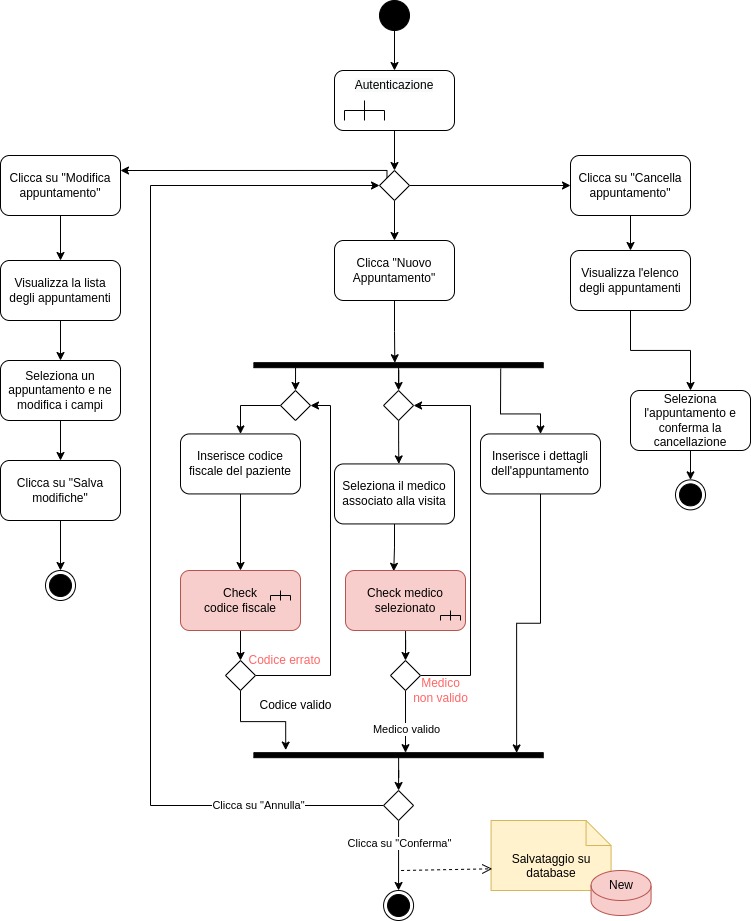 Autenticazione
Clicca su "Modifica
appuntamento"
Clicca su "Cancella
appuntamento"
Clicca "Nuovo
Appuntamento"
Visualizza la lista
degli appuntamenti
Visualizza l'elenco
degli appuntamenti
Seleziona un
appuntamento e ne
modifica i campi
Seleziona
l'appuntamento e
conferma la
cancellazione
Clicca su "Salva
modifiche"
Inserisce codice
fiscale del paziente
Seleziona il medico
associato alla visita
Inserisce i dettagli
dell'appuntamento
Check
codice fiscale
Check medico
selezionato
Codice errato
Medico
non valido
Codice valido
Medico valido
Clicca su "Annulla"
Clicca su "Conferma"
Salvataggio su
database
New